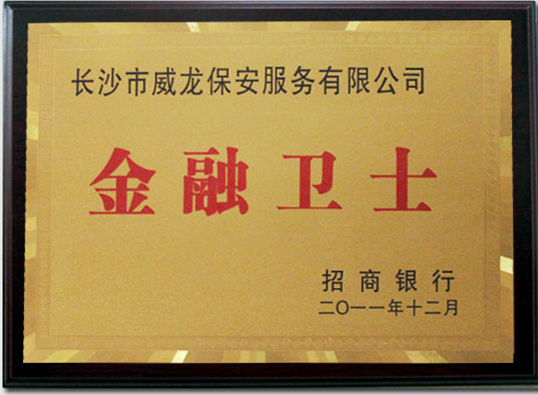 长沙市威龙保安服务有限公司
金融卫士
招商银行
二〇一一年十二月